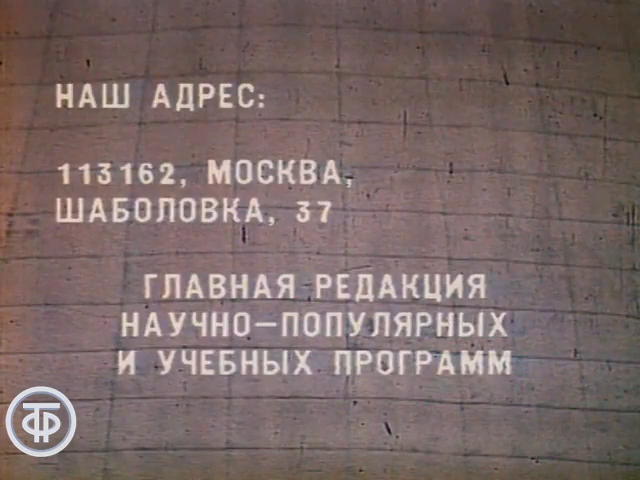 НАШ АДРЕС:
113162, МОСКВА,
ШАБОЛОВКА, 37
ГЛАВНАЯ РЕДАКЦИЯ
НАУЧНО-ПОПУЛЯРНЫХ
И УЧЕБНЫХ ПРОГРАММ